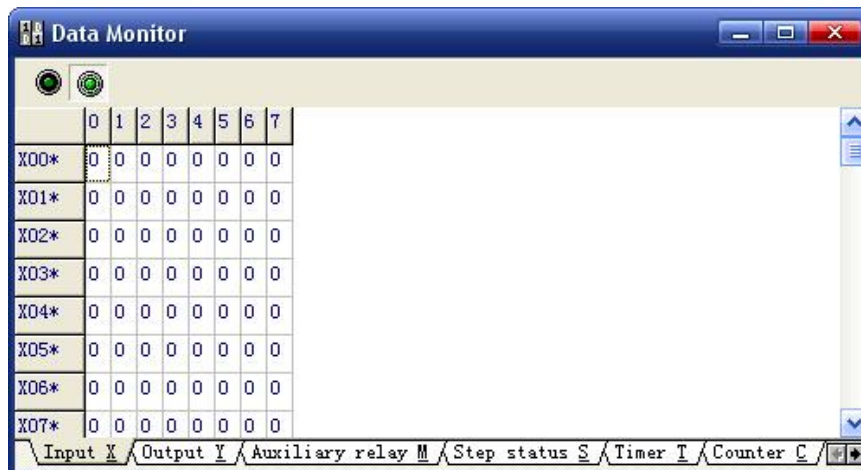 Data Monitor
0 1 2 3 4 5 6 7
X00* 0 0 0 0 0 0 0 0
X01* 0 0 0 0 0 0 0 0
X02* 0 0 0 0 0 0 0 0
X03* 0 0 0 0 0 0 0 0
X04* 0 0 0 0 0 0 0 0
X05* 0 0 0 0 0 0 0 0
X06* 0 0 0 0 0 0 0 0
X07* 0 0 0 0 0 0 0 0
Input X Output Y Auxiliary relay M Step status S Timer T Counter C